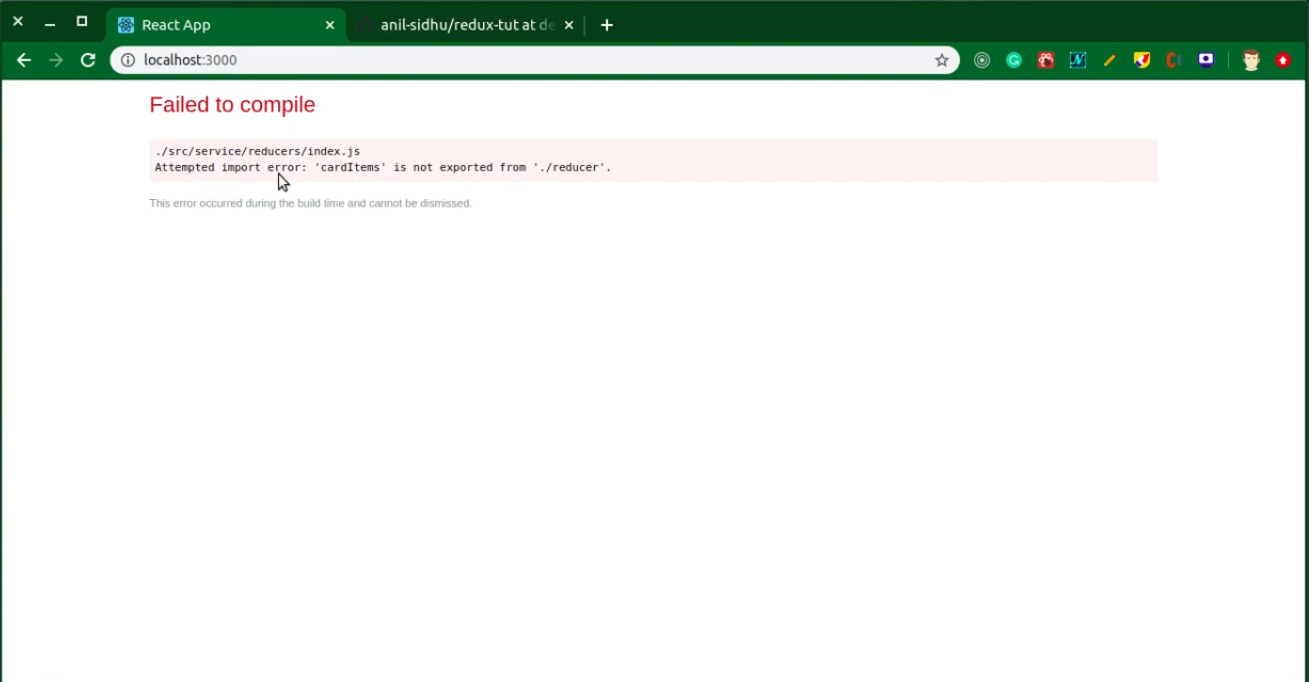 React App
anil-sidhu/redux-tut at de
localhost:3000
Failed to compile
./src/service/reducers/index.js
Attempted import error: 'cardItems' is not exported from './reducer'.
This error occurred during the build time and cannot be dismissed.